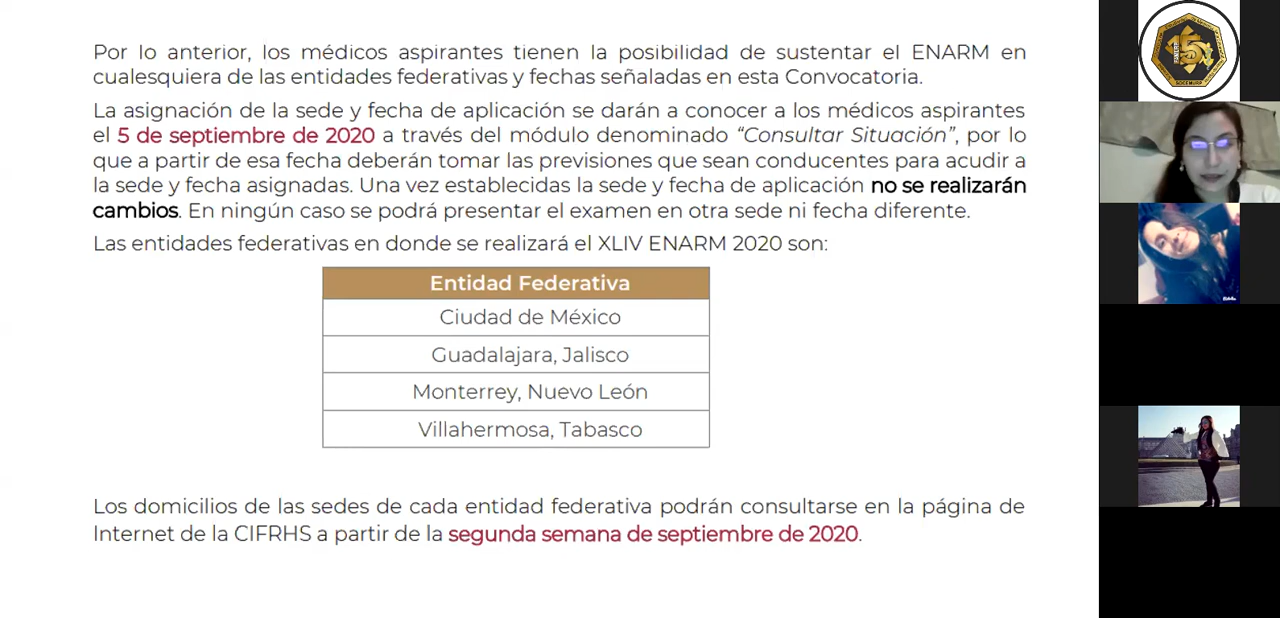 Por lo anterior, los médicos aspirantes tienen la posibilidad de sustentar el ENARM en
cualesquiera de las entidades federativas y fechas señaladas en esta Convocatoria.
La asignación de la sede y fecha de aplicación se darán a conocer a los médicos aspirantes
el 5 de septiembre de 2020 a través del módulo denominado “Consultar Situación”, por lo
que a partir de esa fecha deberán tomar las previsiones que sean conducentes para acudir a
la sede y fecha asignadas. Una vez establecidas la sede y fecha de aplicación no se realizarán
cambios. En ningún caso se podrá presentar el examen en otra sede ni fecha diferente.
Las entidades federativas en donde se realizará el XLIV ENARM 2020 son:
Entidad Federativa
Ciudad de México
Guadalajara, Jalisco
Monterrey, Nuevo León
Villahermosa, Tabasco
Los domicilios de las sedes de cada entidad federativa podrán consultarse en la página de
Internet de la CIFRHS a partir de la segunda semana de septiembre de 2020.
15